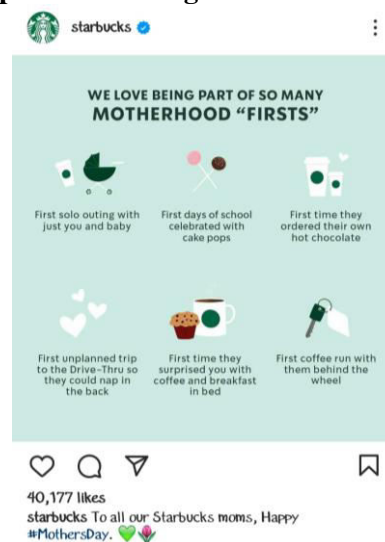 starbucks
WE LOVE BEING PART OF SO MANY
MOTHERHOOD "FIRSTS"
First solo outing with
just you and baby
First days of school
celebrated with
cake pops
First time they
ordered their own
hot chocolate
First unplanned trip
to the Drive-Thru so
they could nap in
the back
First time they
surprised you with
coffee and breakfast
in bed
First coffee run with
them behind the
wheel
40,177 likes
starbucks To all our Starbucks moms, Happy
#MothersDay. 💚🌷